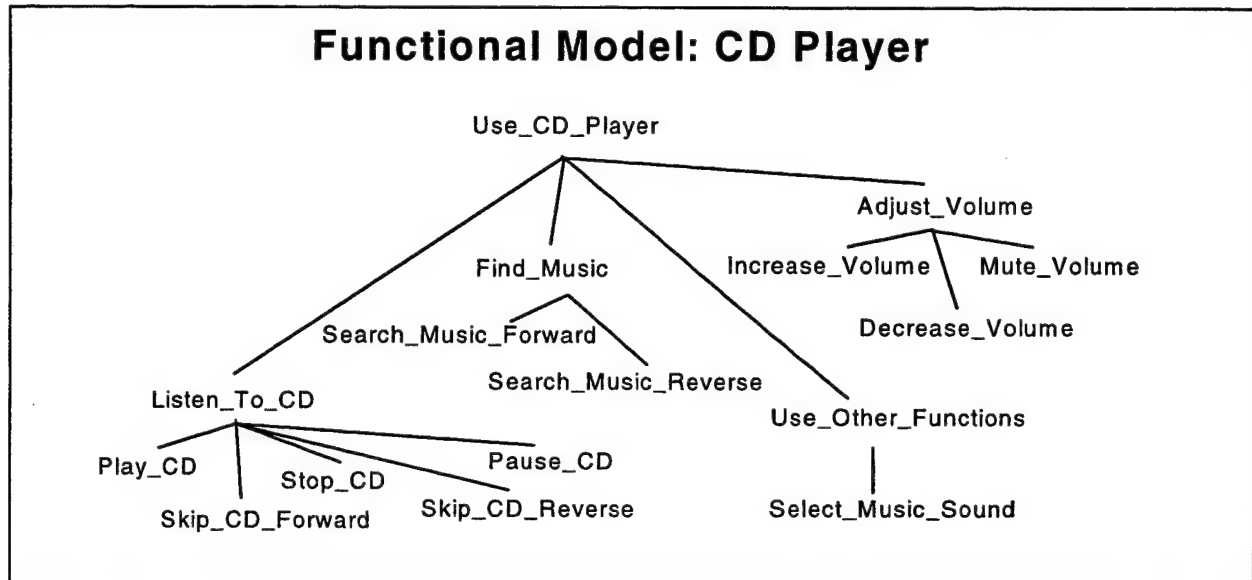 Functional Model: CD Player
Use_CD_Player
Adjust_Volume
Increase_Volume
Mute_Volume
Decrease_Volume
Find_Music
Search_Music_Forward
Search_Music_Reverse
Listen_To_CD
Play_CD
Skip_CD_Forward
Stop_CD
Skip_CD_Reverse
Pause_CD
Use_Other_Functions
Select_Music_Sound